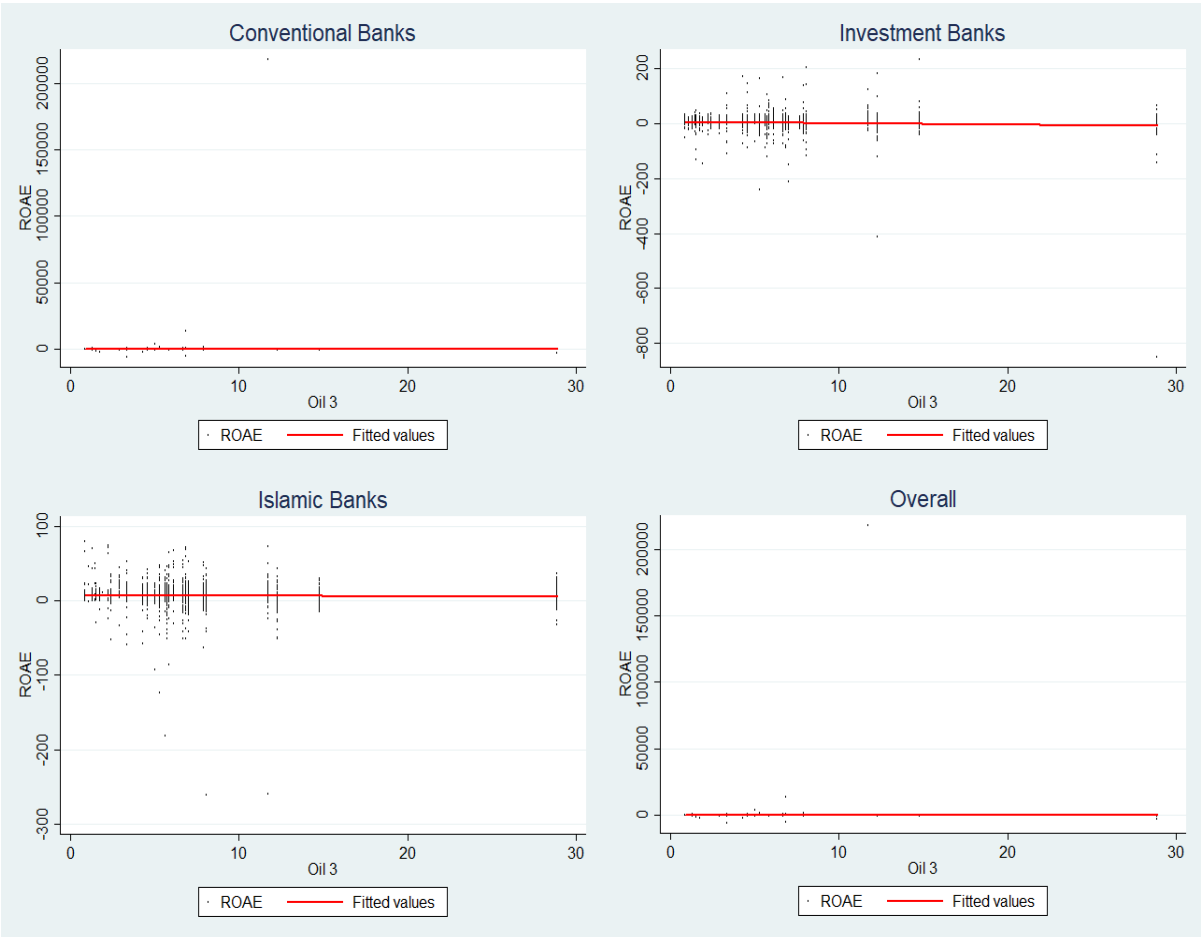 Conventional Banks
ROAE
200000
150000
100000
50000
0
0 10 20 30
Oil 3
ROAE Fitted values
Investment Banks
ROAE
200
0
-200
-400
-600
-800
0 10 20 30
Oil 3
ROAE Fitted values
Islamic Banks
ROAE
100
0
-100
-200
-300
0 10 20 30
Oil 3
ROAE Fitted values
Overall
ROAE
200000
150000
100000
50000
0
0 10 20 30
Oil 3
ROAE Fitted values